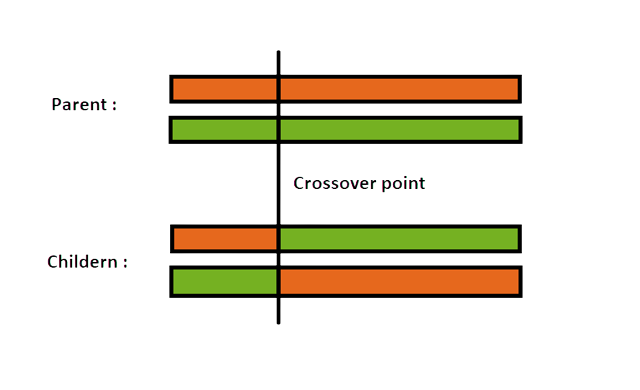 Parent :
Crossover point
Childern :